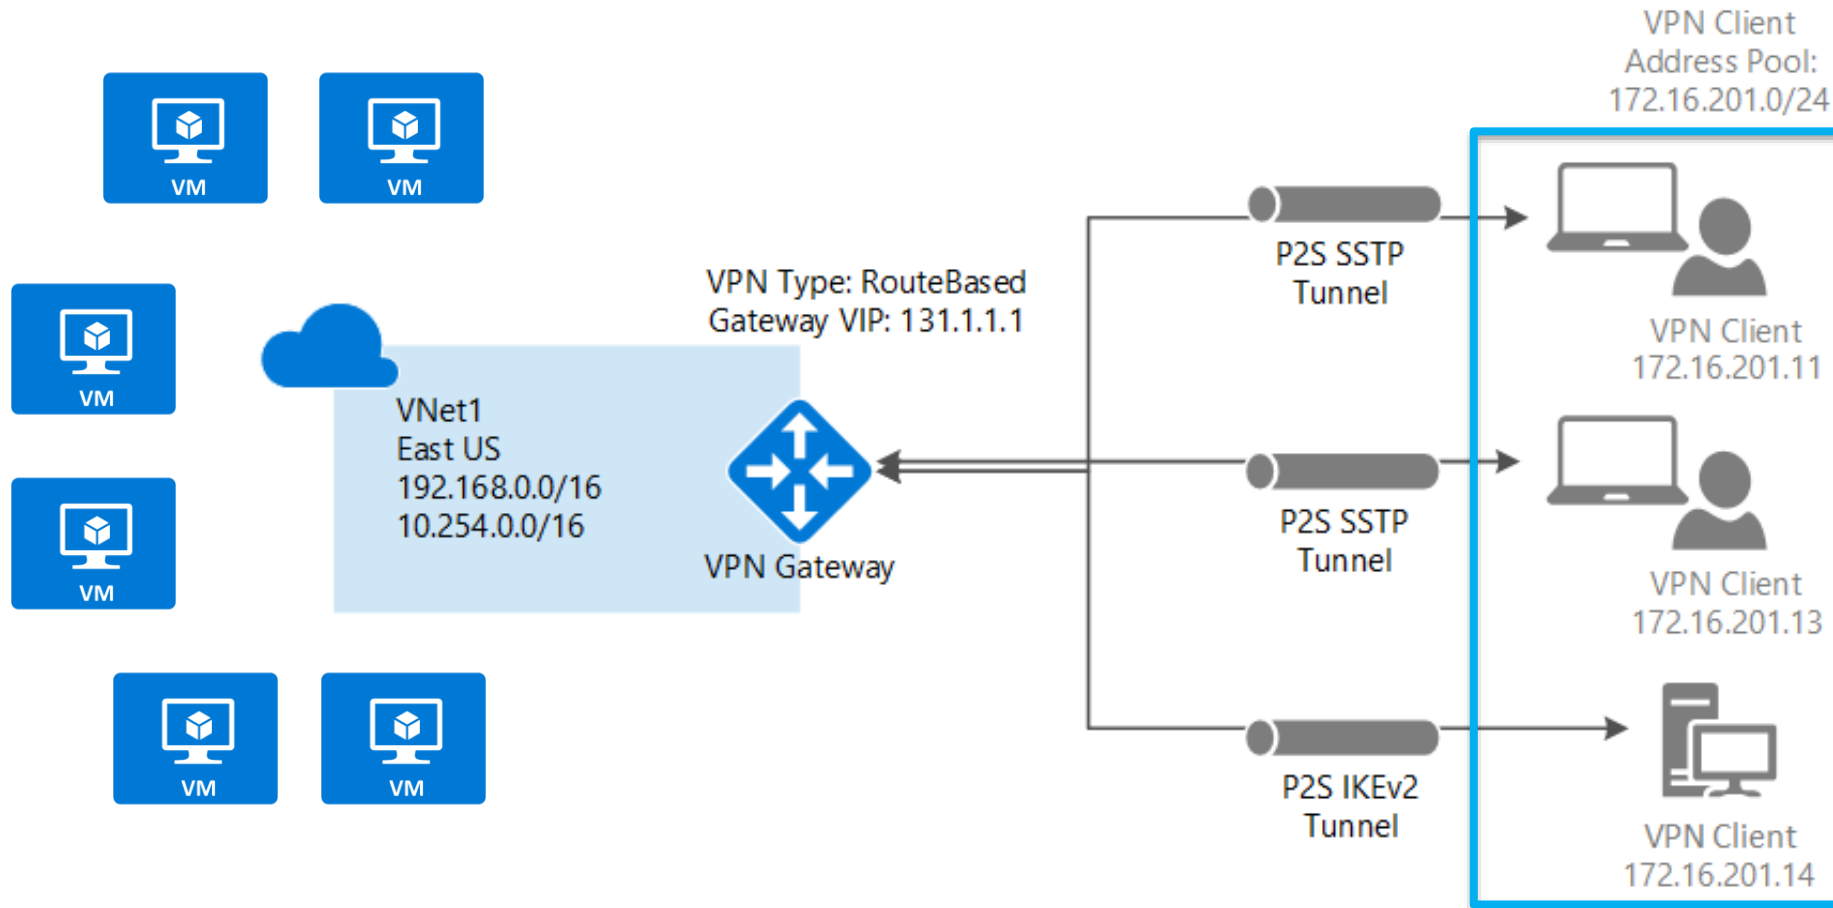 VM
VM
VM
VM
VM
VM
VNet1
East US
192.168.0.0/16
10.254.0.0/16
VPN Type: RouteBased
Gateway VIP: 131.1.1.1
VPN Gateway
P2S SSTP
Tunnel
P2S SSTP
Tunnel
P2S IKEv2
Tunnel
VPN Client
Address Pool:
172.16.201.0/24
VPN Client
172.16.201.11
VPN Client
172.16.201.13
VPN Client
172.16.201.14